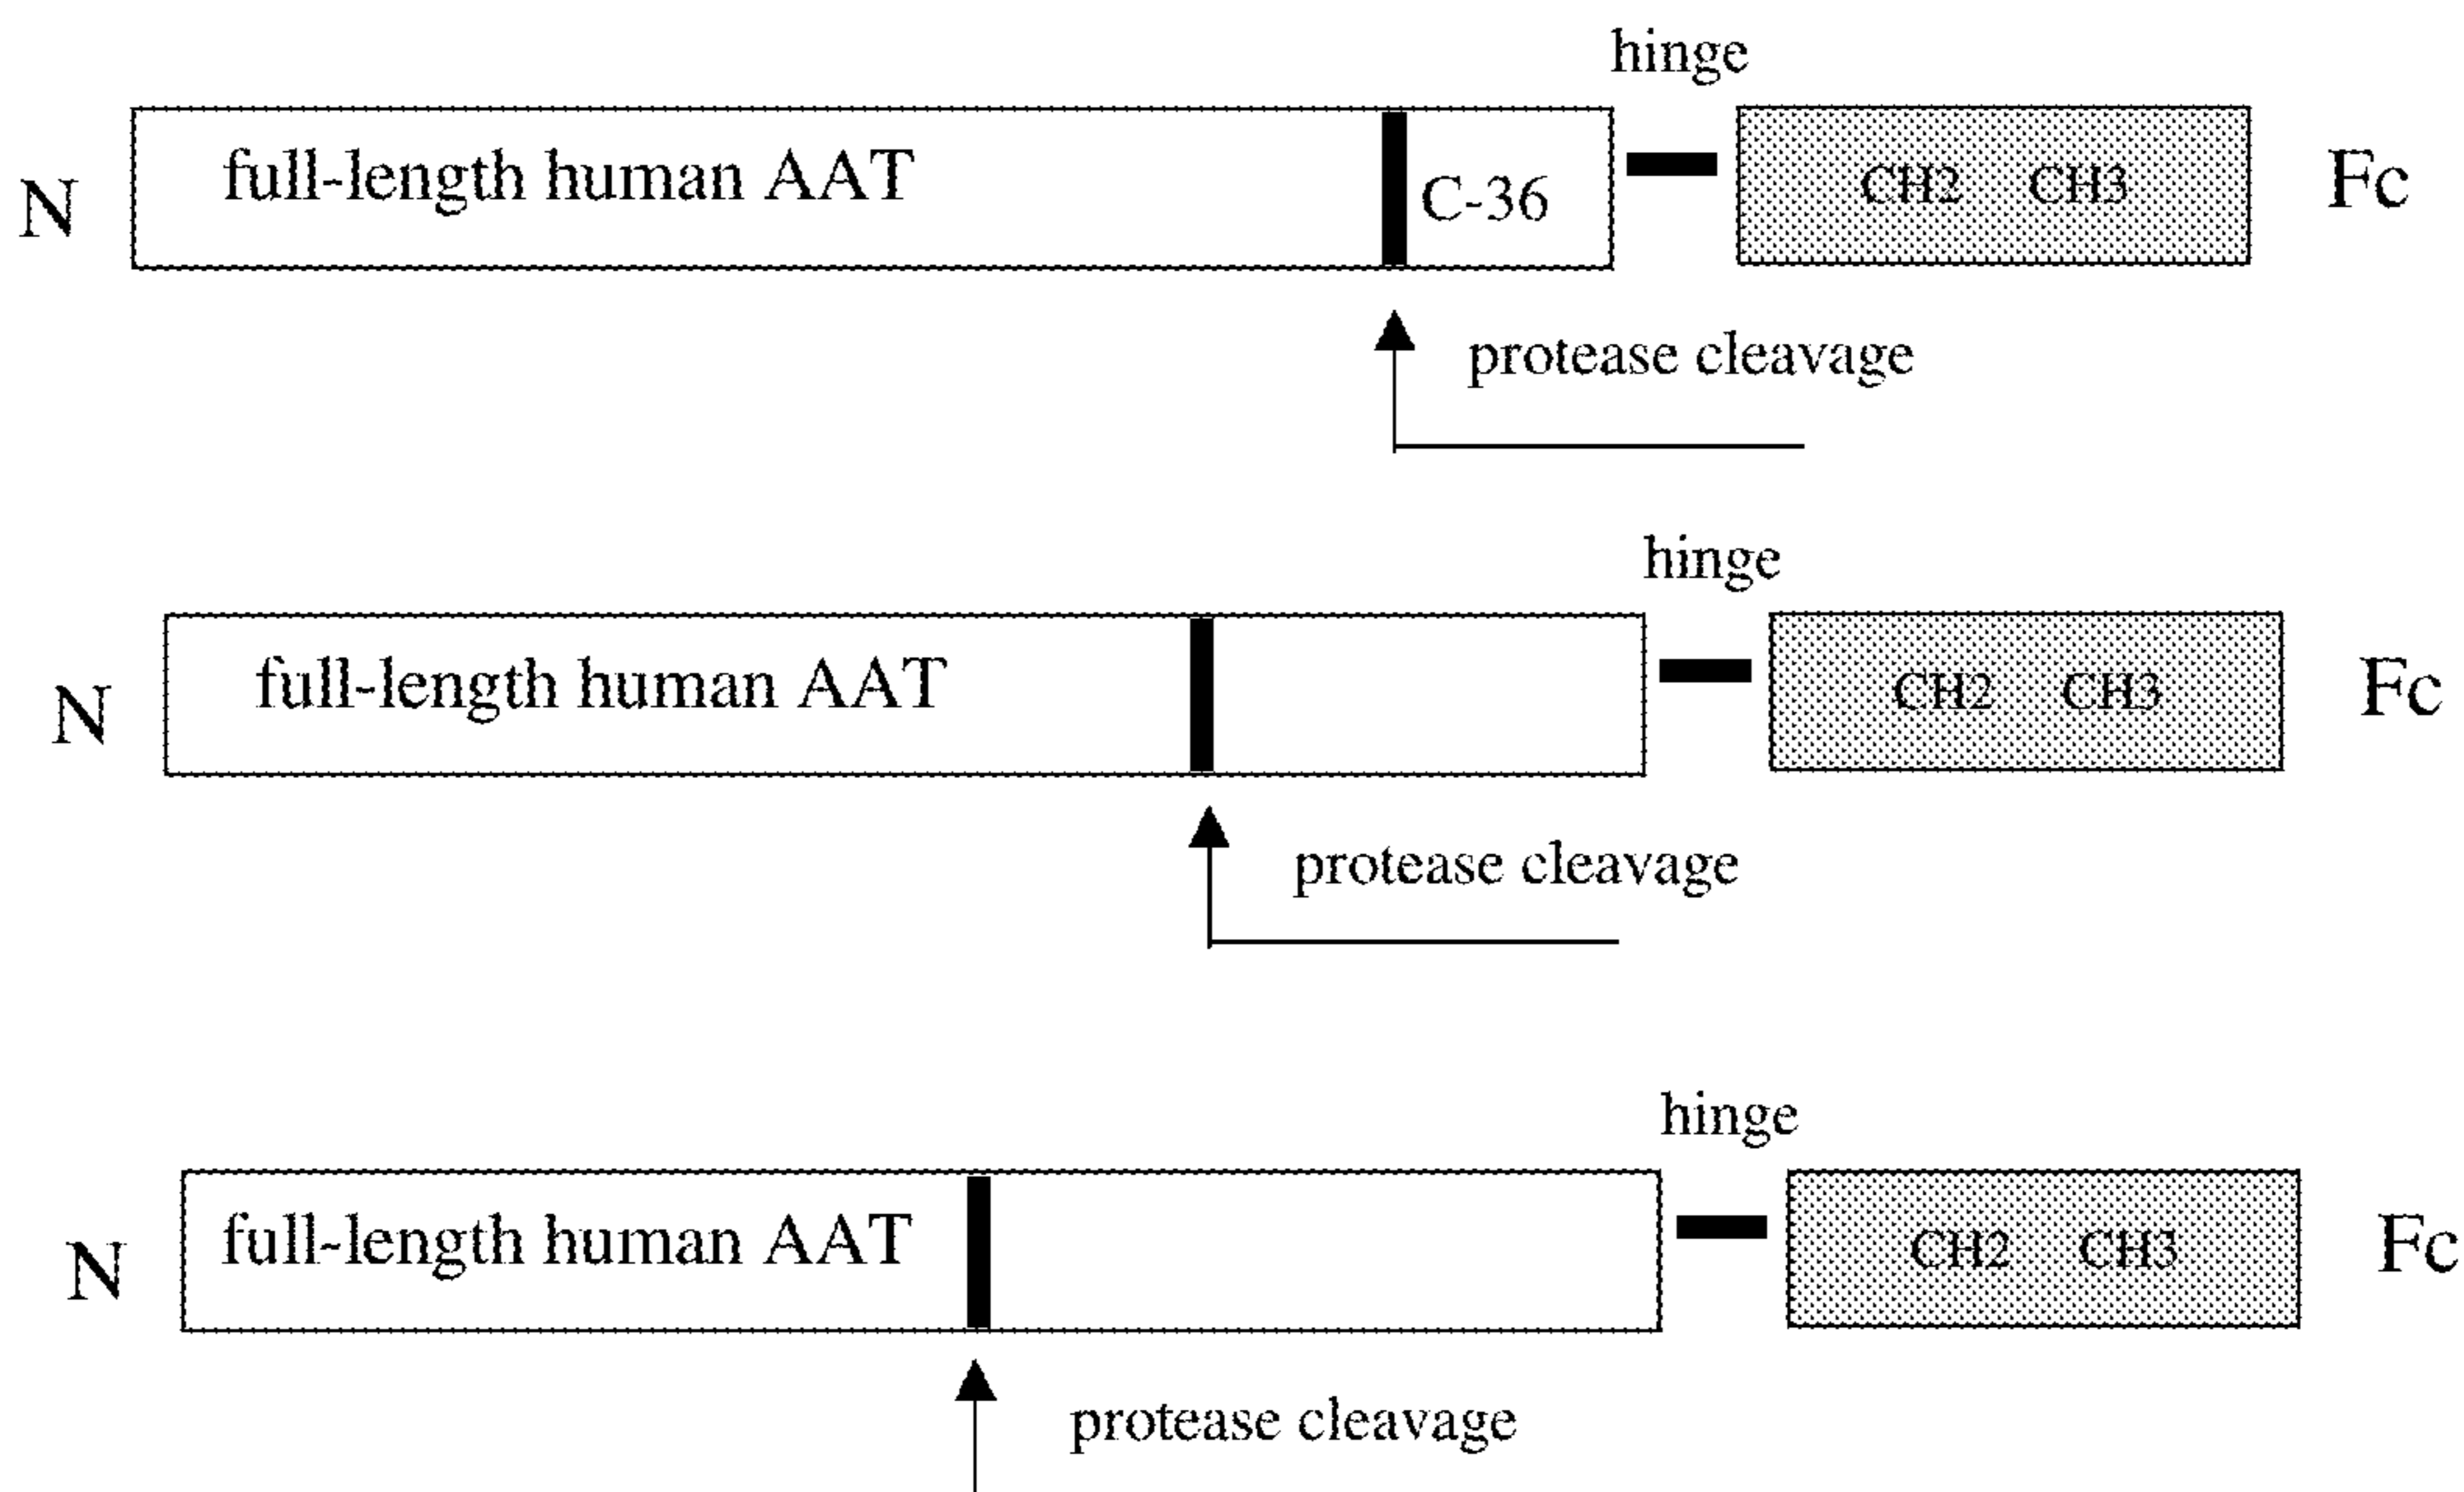 hinge
N full-length human AAT C-36 CH2 CH3 Fc
protease cleavage
hinge
N full-length human AAT CH2 CH3 Fc
protease cleavage
hinge
N full-length human AAT CH2 CH3 Fc
protease cleavage